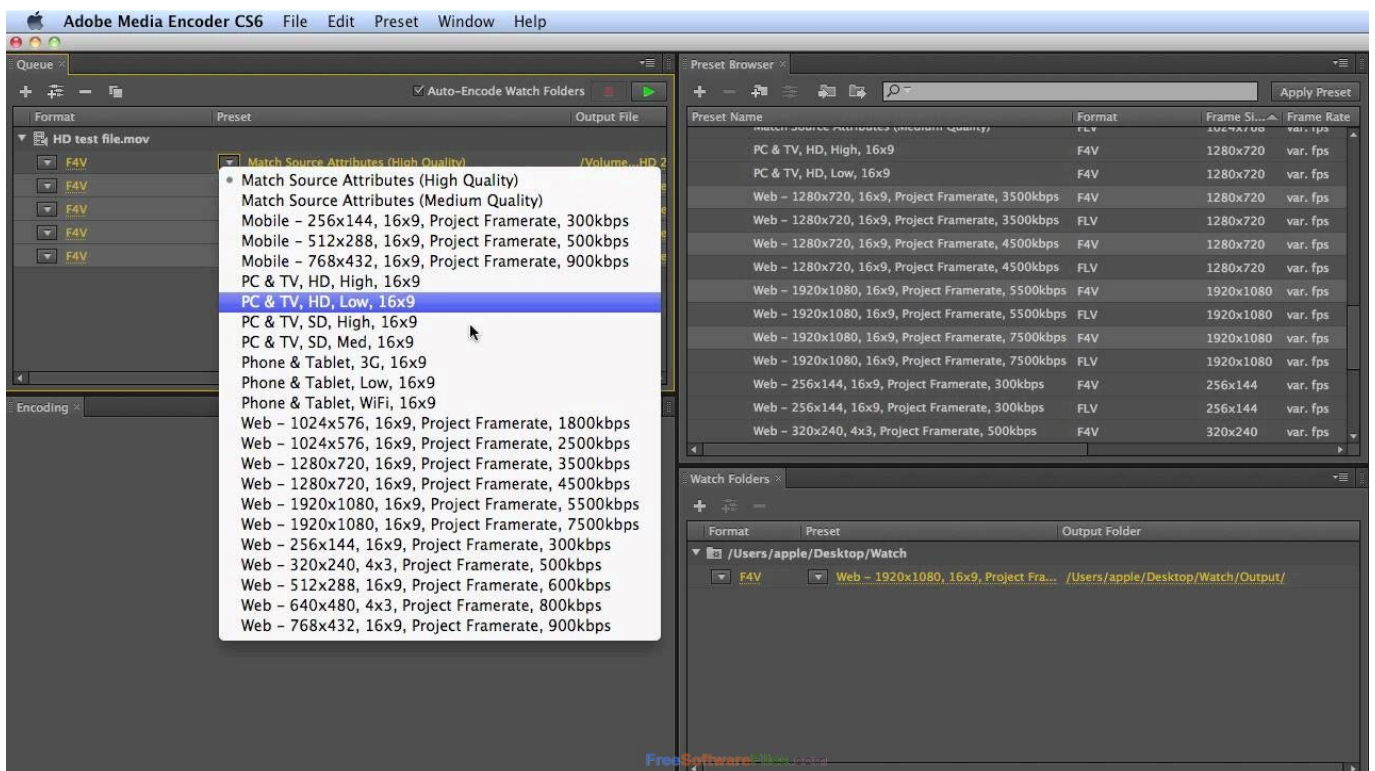 Adobe Media Encoder CS6 File Edit Preset Window Help
Queue
Auto-Encode Watch Folders
Format Preset Output File
HD test file.mov
F4V Match Source Attributes (High Quality) /Volume...HD 2
F4V
F4V
F4V
F4V
Match Source Attributes (High Quality)
Match Source Attributes (Medium Quality)
Mobile – 256x144, 16x9, Project Framerate, 300kbps
Mobile – 512x288, 16x9, Project Framerate, 500kbps
Mobile – 768x432, 16x9, Project Framerate, 900kbps
PC & TV, HD, High, 16x9
PC & TV, HD, Low, 16x9
PC & TV, SD, High, 16x9
PC & TV, SD, Med, 16x9
Phone & Tablet, 3G, 16x9
Phone & Tablet, Low, 16x9
Phone & Tablet, WiFi, 16x9
Web – 1024x576, 16x9, Project Framerate, 1800kbps
Web – 1024x576, 16x9, Project Framerate, 2500kbps
Web – 1280x720, 16x9, Project Framerate, 3500kbps
Web – 1280x720, 16x9, Project Framerate, 4500kbps
Web – 1920x1080, 16x9, Project Framerate, 5500kbps
Web – 1920x1080, 16x9, Project Framerate, 7500kbps
Web – 256x144, 16x9, Project Framerate, 300kbps
Web – 320x240, 4x3, Project Framerate, 500kbps
Web – 512x288, 16x9, Project Framerate, 600kbps
Web – 640x480, 4x3, Project Framerate, 800kbps
Web – 768x432, 16x9, Project Framerate, 900kbps
Encoding
Preset Browser
Apply Preset
Preset Name Format Frame Si... Frame Rate
Match Source Attributes (Medium Quality) FLV 1024x768 var. fps
PC & TV, HD, High, 16x9 F4V 1280x720 var. fps
PC & TV, HD, Low, 16x9 F4V 1280x720 var. fps
Web – 1280x720, 16x9, Project Framerate, 3500kbps F4V 1280x720 var. fps
Web – 1280x720, 16x9, Project Framerate, 3500kbps FLV 1280x720 var. fps
Web – 1280x720, 16x9, Project Framerate, 4500kbps F4V 1280x720 var. fps
Web – 1280x720, 16x9, Project Framerate, 4500kbps FLV 1280x720 var. fps
Web – 1920x1080, 16x9, Project Framerate, 5500kbps F4V 1920x1080 var. fps
Web – 1920x1080, 16x9, Project Framerate, 5500kbps FLV 1920x1080 var. fps
Web – 1920x1080, 16x9, Project Framerate, 7500kbps F4V 1920x1080 var. fps
Web – 1920x1080, 16x9, Project Framerate, 7500kbps FLV 1920x1080 var. fps
Web – 256x144, 16x9, Project Framerate, 300kbps F4V 256x144 var. fps
Web – 256x144, 16x9, Project Framerate, 300kbps FLV 256x144 var. fps
Web – 320x240, 4x3, Project Framerate, 500kbps F4V 320x240 var. fps
Watch Folders
Format Preset Output Folder
/Users/apple/Desktop/Watch
F4V Web – 1920x1080, 16x9, Project Fra... /Users/apple/Desktop/Watch/Output/
FreeSoftwareFiles.com